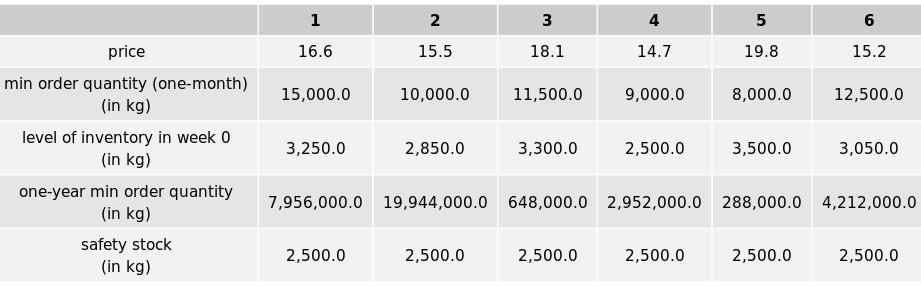 1 2 3 4 5 6
price 16.6 15.5 18.1 14.7 19.8 15.2
min order quantity (one-month)
(in kg) 15,000.0 10,000.0 11,500.0 9,000.0 8,000.0 12,500.0
level of inventory in week 0
(in kg) 3,250.0 2,850.0 3,300.0 2,500.0 3,500.0 3,050.0
one-year min order quantity
(in kg) 7,956,000.0 19,944,000.0 648,000.0 2,952,000.0 288,000.0 4,212,000.0
safety stock
(in kg) 2,500.0 2,500.0 2,500.0 2,500.0 2,500.0 2,500.0